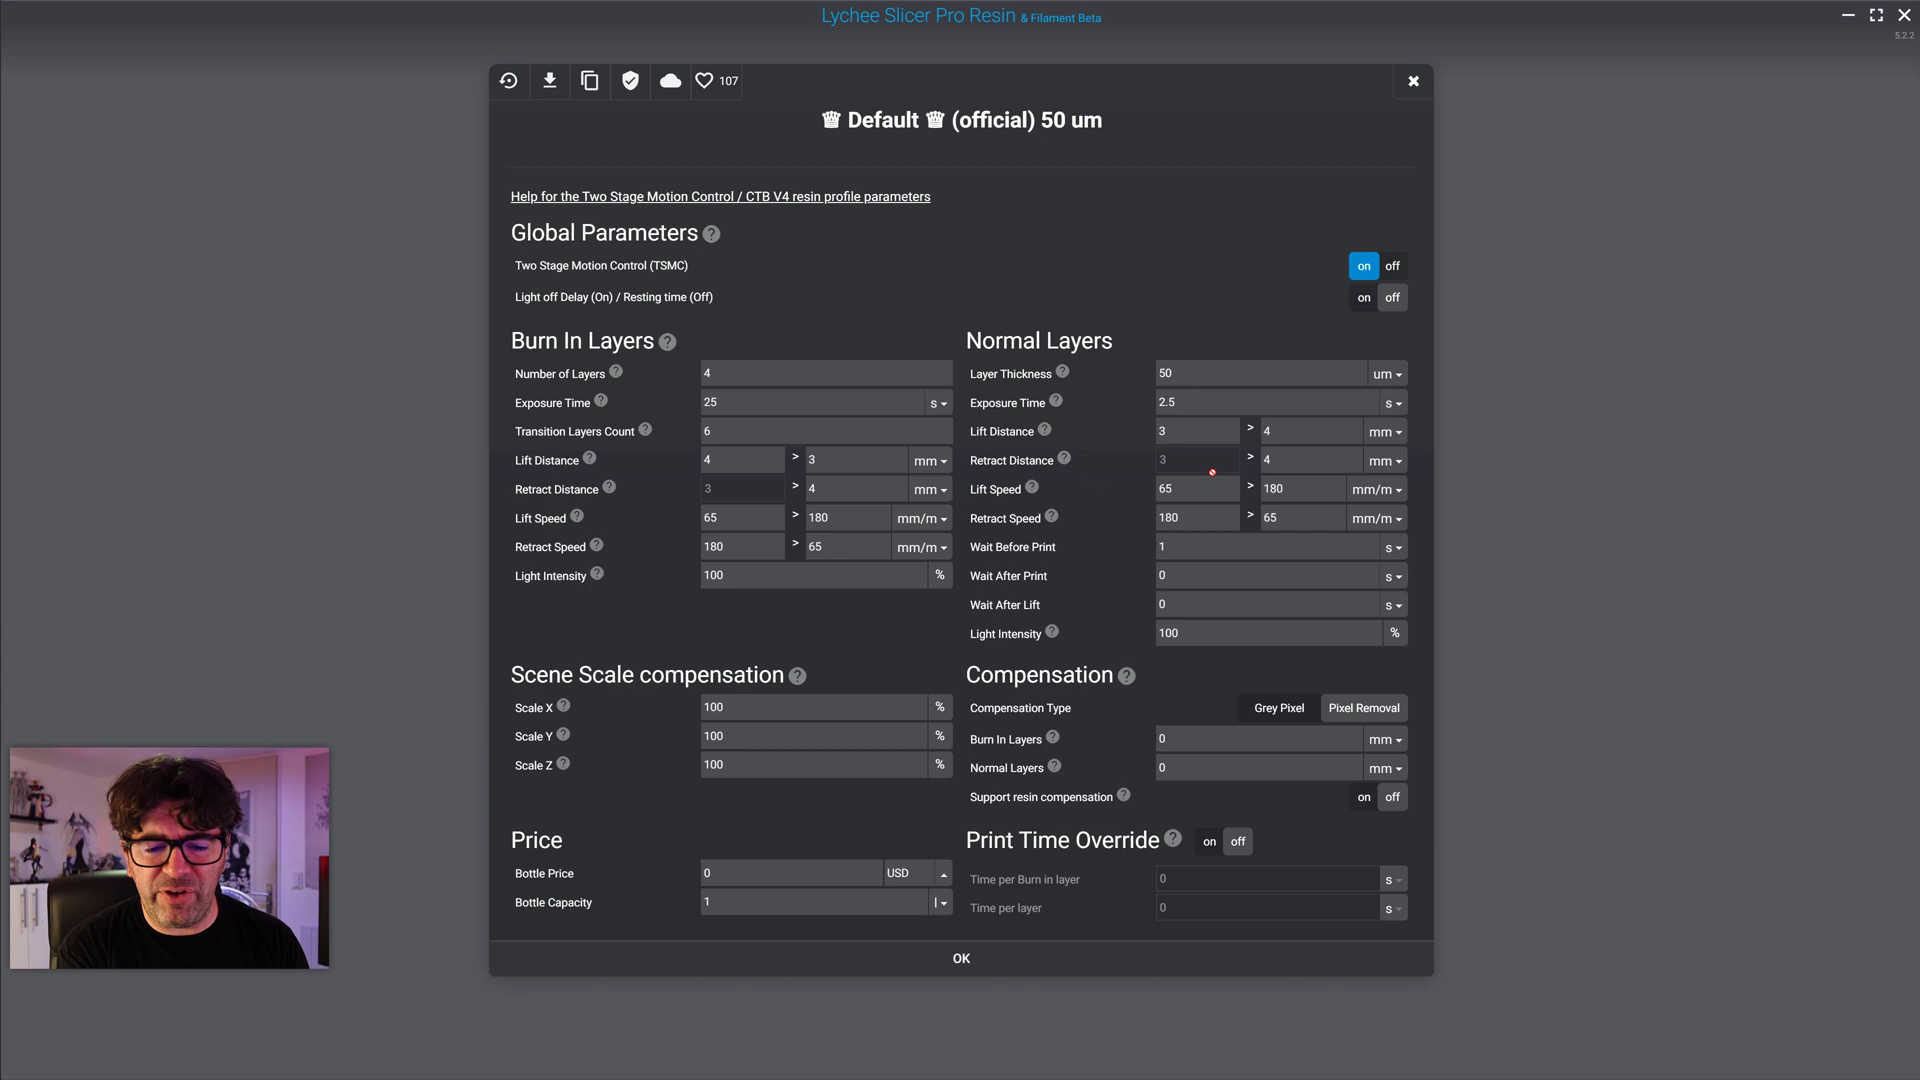 Lychee Slicer Pro Resin & Filament Beta
5.2.2
107
Default (official) 50 um
Help for the Two Stage Motion Control / CTB V4 resin profile parameters
Global Parameters ?
Two Stage Motion Control (TSMC) on off
Light off Delay (On) / Resting time (Off) on off
Burn In Layers ?
Number of Layers ? 4
Exposure Time ? 25 s
Transition Layers Count ? 6
Lift Distance ? 4 > 3 mm
Retract Distance ? 3 > 4 mm
Lift Speed ? 65 > 180 mm/m
Retract Speed ? 180 > 65 mm/m
Light Intensity ? 100 %
Normal Layers
Layer Thickness ? 50 um
Exposure Time ? 2.5 s
Lift Distance ? 3 > 4 mm
Retract Distance ? 3 > 4 mm
Lift Speed ? 65 > 180 mm/m
Retract Speed ? 180 > 65 mm/m
Wait Before Print 1 s
Wait After Print 0 s
Wait After Lift 0 s
Light Intensity ? 100 %
Scene Scale compensation ?
Scale X ? 100 %
Scale Y ? 100 %
Scale Z ? 100 %
Compensation ?
Compensation Type Grey Pixel Pixel Removal
Burn In Layers ? 0 mm
Normal Layers ? 0 mm
Support resin compensation ? on off
Price
Bottle Price 0 USD
Bottle Capacity 1 l
Print Time Override ? on off
Time per Burn in layer 0 s
Time per layer 0 s
OK